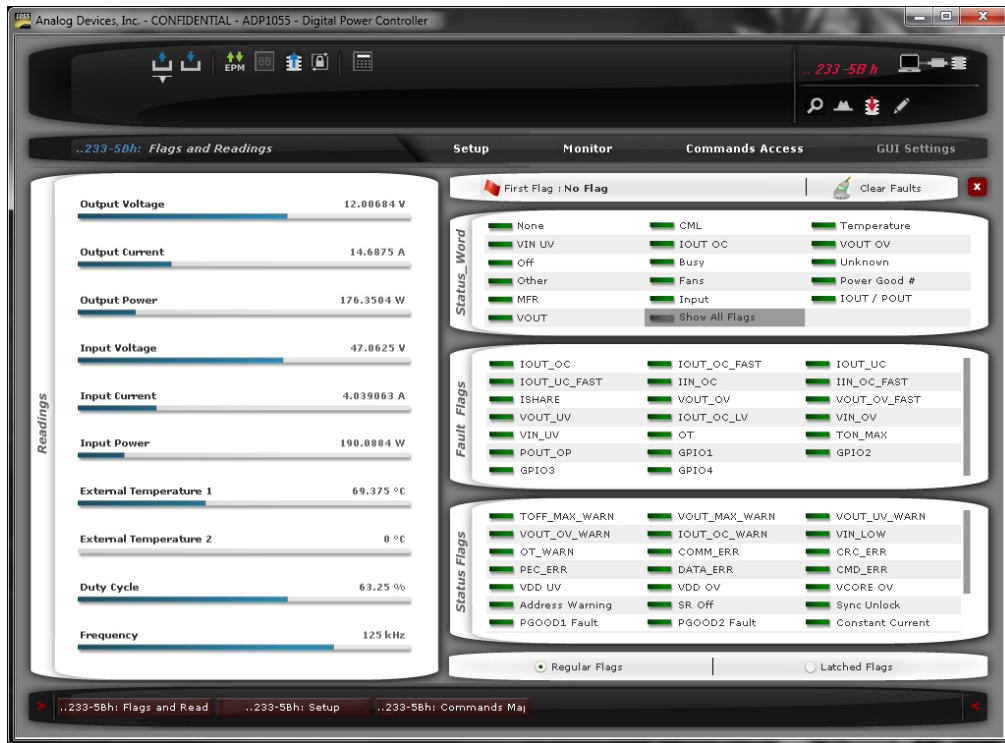 1055 Analog Devices, Inc. - CONFIDENTIAL - ADP1055 - Digital Power Controller
EPM
BB
.. 233-5B h
..233-5Bh: Flags and Readings
Setup
Monitor
Commands Access
GUI Settings
First Flag : No Flag
Clear Faults
x
Readings
Output Voltage 12.00684 V
Output Current 14.6875 A
Output Power 176.3504 W
Input Voltage 47.0625 V
Input Current 4.039063 A
Input Power 190.0884 W
External Temperature 1 69.375 °C
External Temperature 2 0 °C
Duty Cycle 63.25 %
Frequency 125 kHz
Status_Word
None CML Temperature
VIN UV IOUT OC VOUT OV
Off Busy Unknown
Other Fans Power Good #
MFR Input IOUT / POUT
VOUT Show All Flags
Fault Flags
IOUT_OC IOUT_OC_FAST IOUT_UC
IOUT_UC_FAST IIN_OC IIN_OC_FAST
ISHARE VOUT_OV VOUT_OV_FAST
VOUT_UV IOUT_OC_LV VIN_OV
VIN_UV OT TON_MAX
POUT_OP GPIO1 GPIO2
GPIO3 GPIO4
Status Flags
TOFF_MAX_WARN VOUT_MAX_WARN VOUT_UV_WARN
VOUT_OV_WARN IOUT_OC_WARN VIN_LOW
OT_WARN COMM_ERR CRC_ERR
PEC_ERR DATA_ERR CMD_ERR
VDD UV VDD OV VCORE OV
Address Warning SR Off Sync Unlock
PGOOD1 Fault PGOOD2 Fault Constant Current
Regular Flags Latched Flags
> ..233-5Bh: Flags and Read ..233-5Bh: Setup ..233-5Bh: Commands Ma <